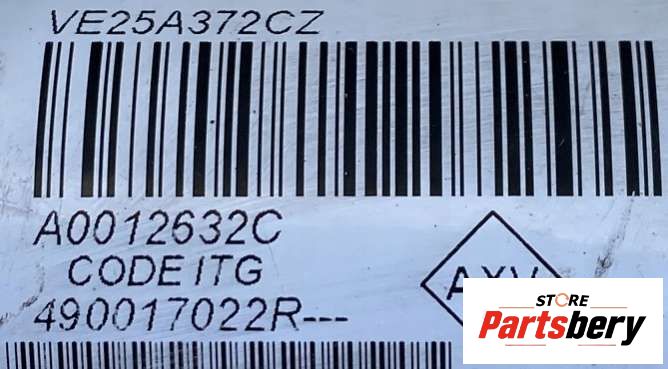 VE25A372CZ
A0012632C
CODE ITG
490017022R---
AXV
STORE
Partsbery